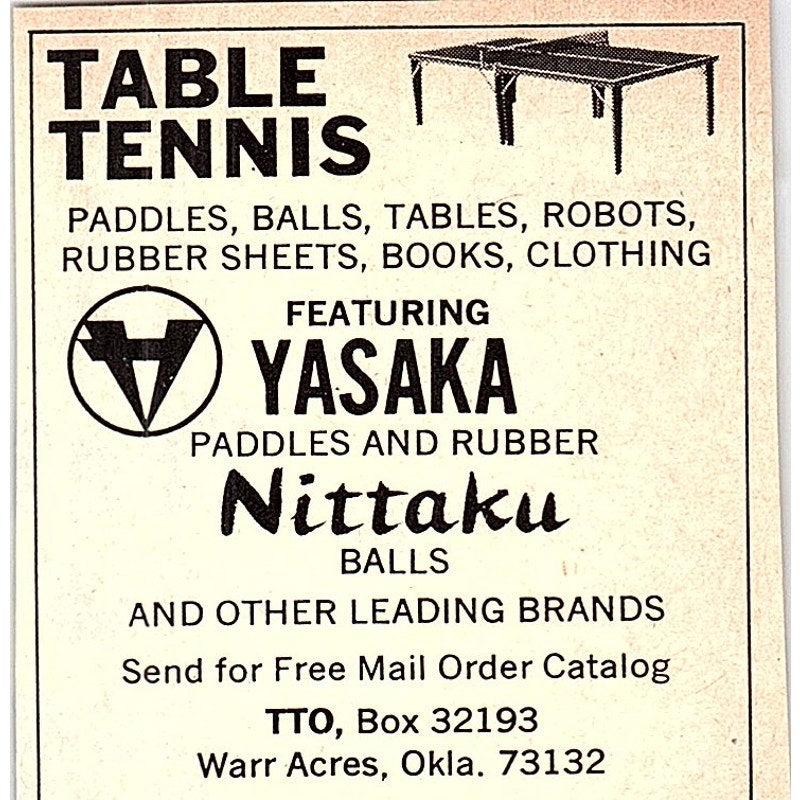 TABLE
TENNIS
PADDLES, BALLS, TABLES, ROBOTS,
RUBBER SHEETS, BOOKS, CLOTHING
FEATURING
YASAKA
PADDLES AND RUBBER
Nittaku
BALLS
AND OTHER LEADING BRANDS
Send for Free Mail Order Catalog
TTO, Box 32193
Warr Acres, Okla. 73132